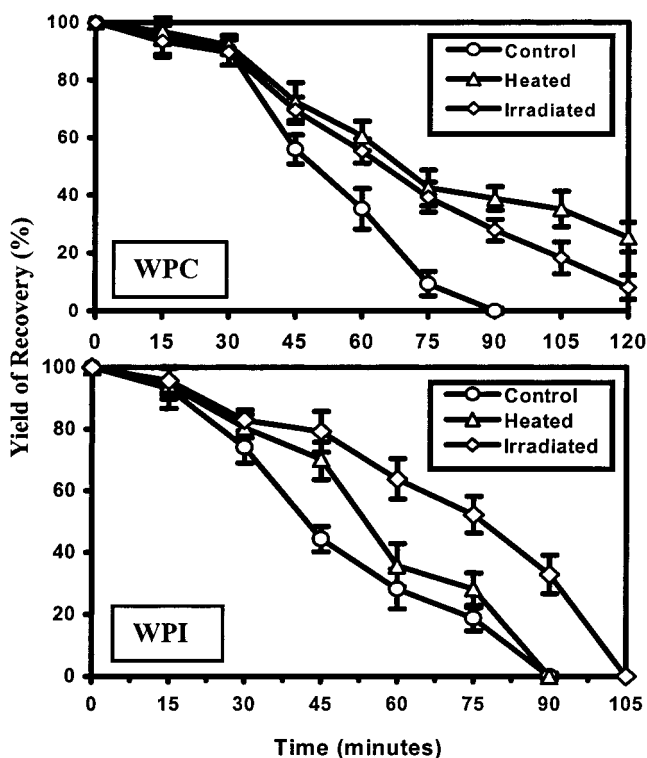 Yield of Recovery (%)
100
80
60
40
20
0
Control
Heated
Irradiated
WPC
0 15 30 45 60 75 90 105 120
100
80
60
40
20
0
Control
Heated
Irradiated
WPI
0 15 30 45 60 75 90 105
Time (minutes)